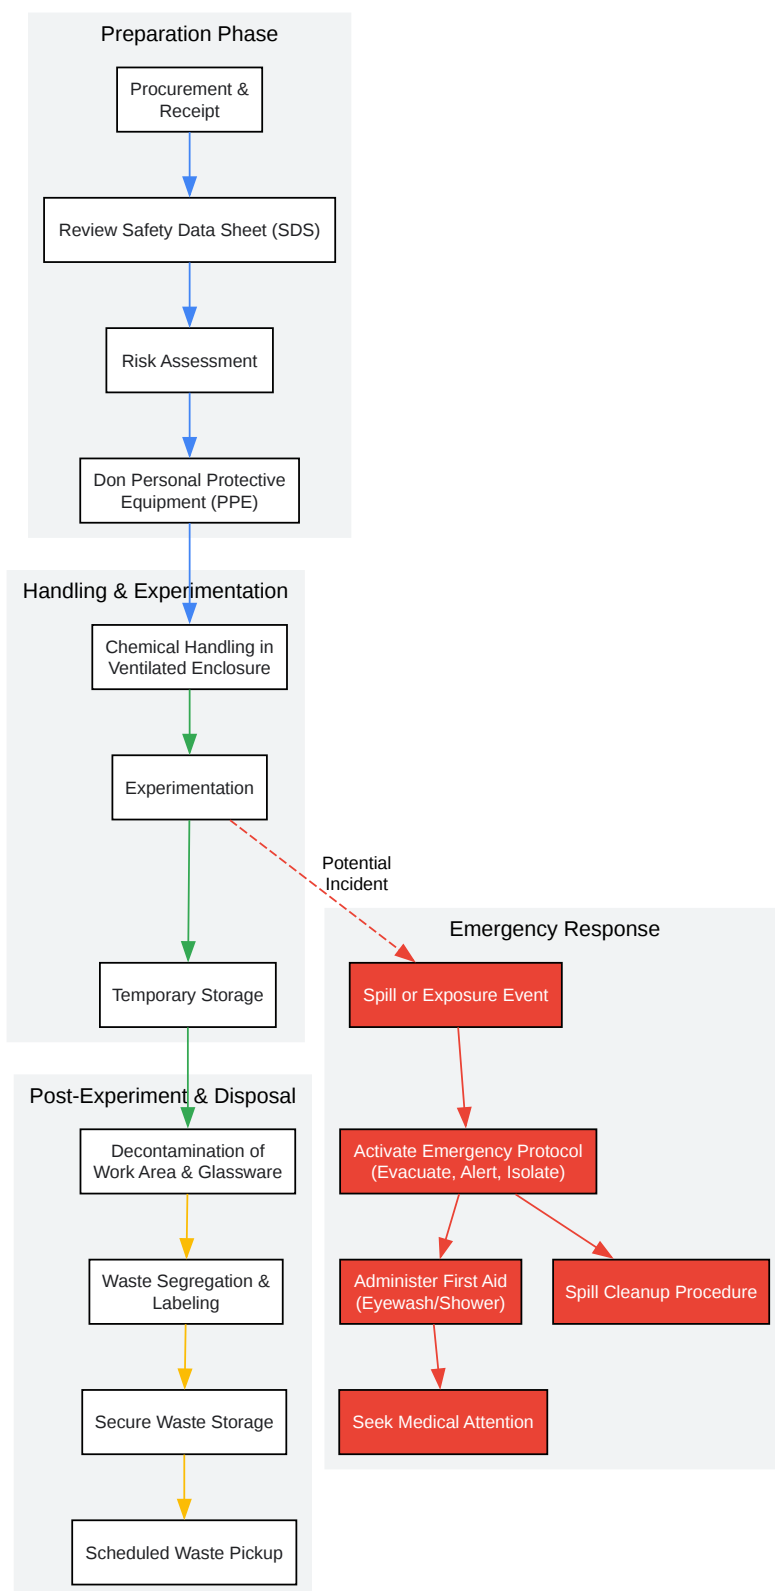 Preparation Phase
Procurement &
Receipt
Review Safety Data Sheet (SDS)
Risk Assessment
Don Personal Protective
Equipment (PPE)
Handling & Experimentation
Chemical Handling in
Ventilated Enclosure
Experimentation
Potential
Incident
Temporary Storage
Emergency Response
Spill or Exposure Event
Activate Emergency Protocol
(Evacuate, Alert, Isolate)
Administer First Aid
(Eyewash/Shower)
Spill Cleanup Procedure
Seek Medical Attention
Post-Experiment & Disposal
Decontamination of
Work Area & Glassware
Waste Segregation &
Labeling
Secure Waste Storage
Scheduled Waste Pickup